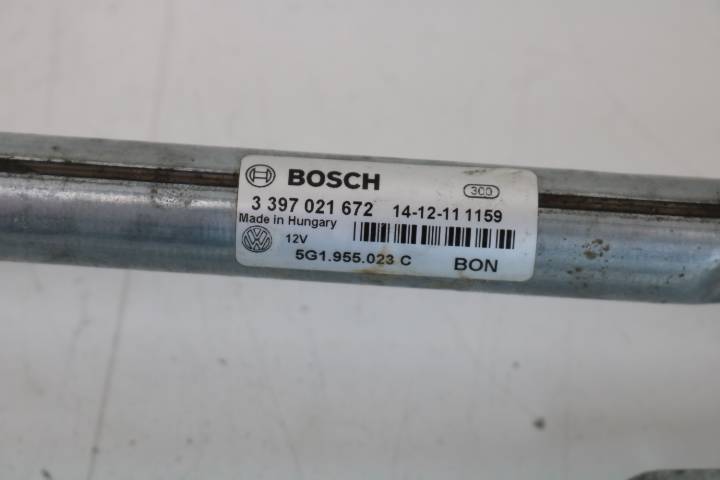 BOSCH 300
3 397 021 672 14-12-11 1159
Made in Hungary
12V
5G1.955.023 C BON